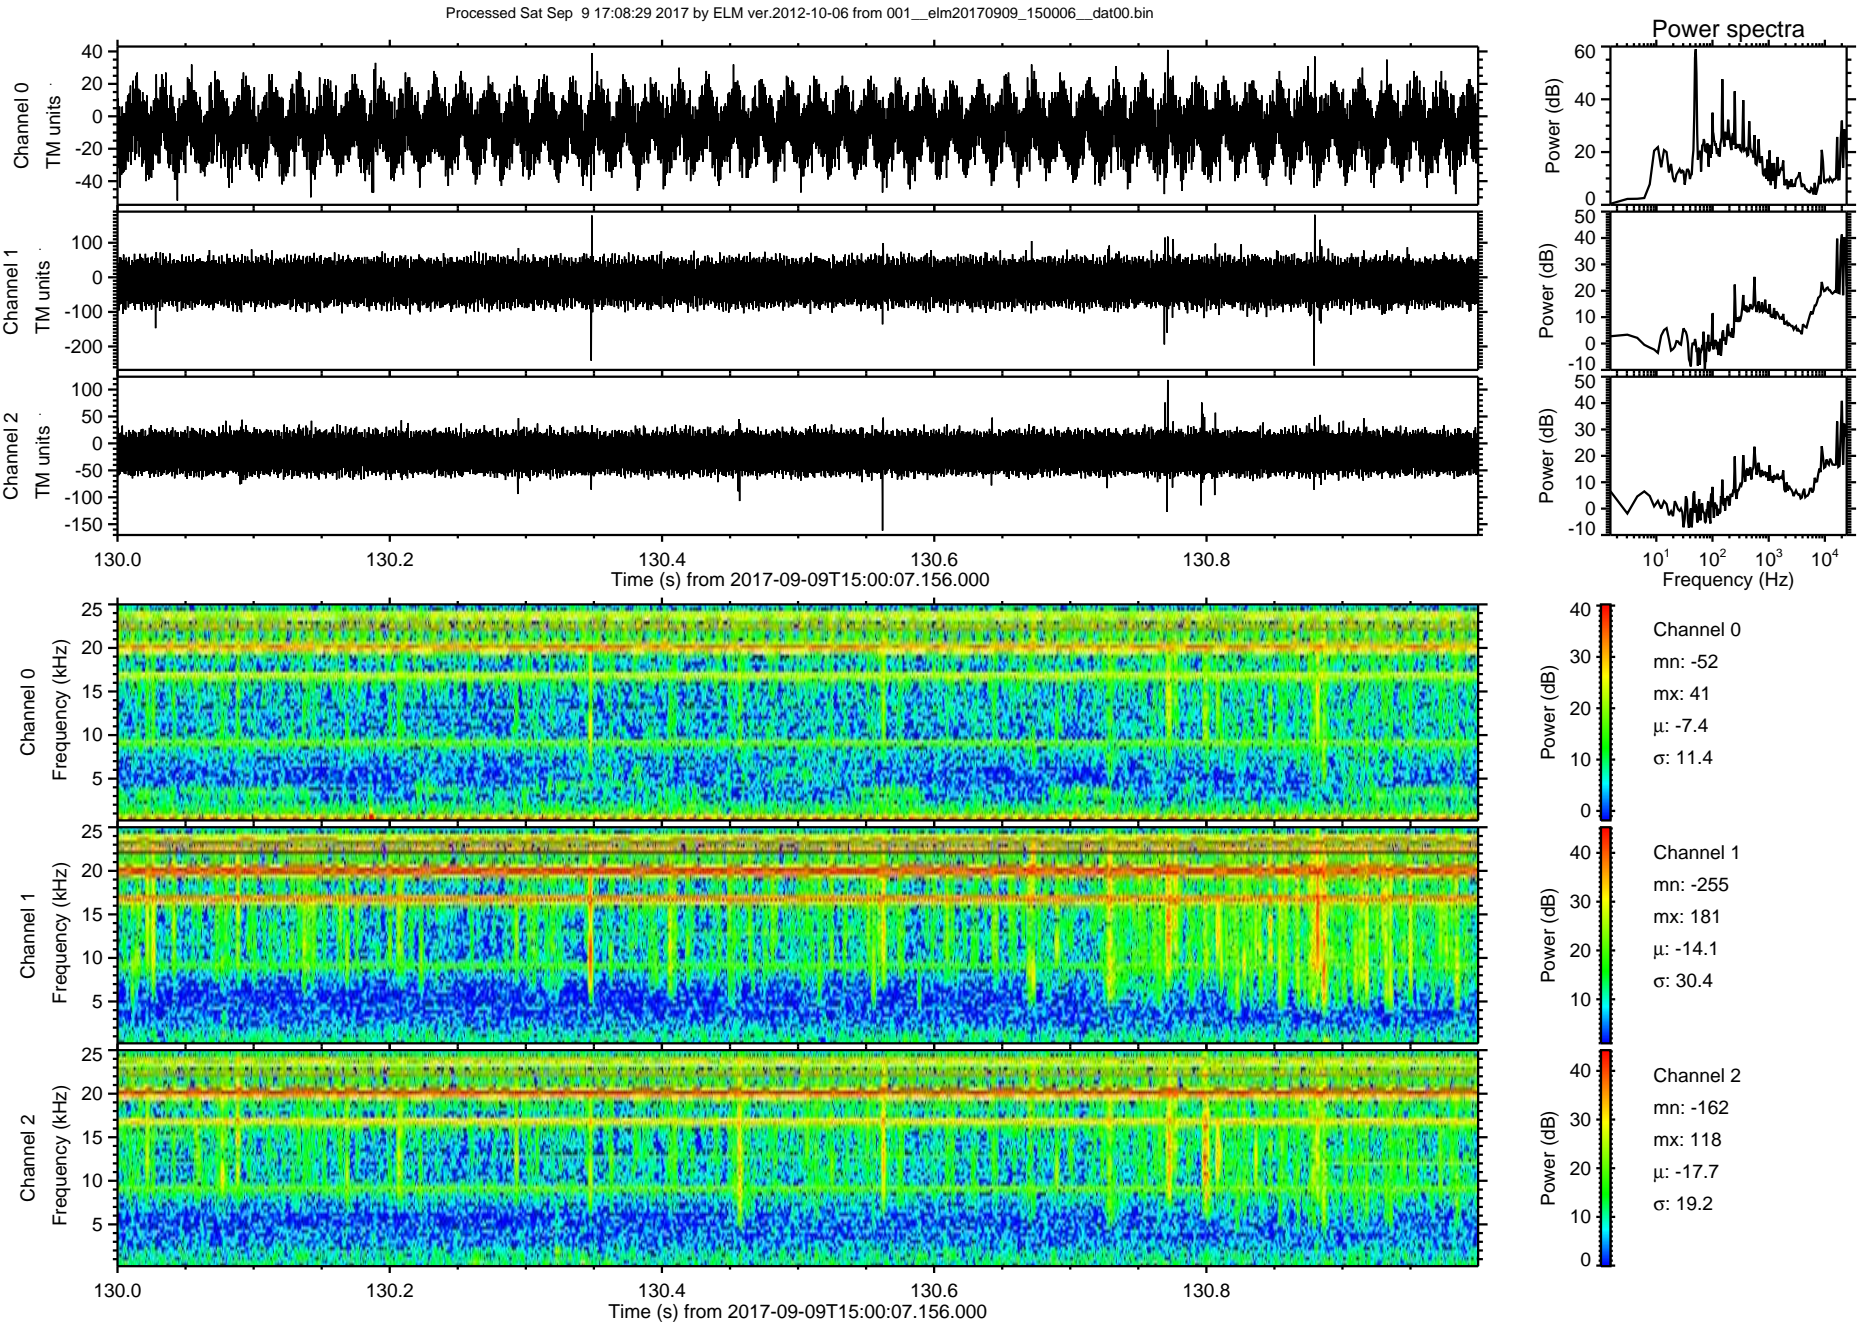 Processed Sat Sep  9 17:08:29 2017 by ELM ver.2012-10-06 from 001__elm20170909_150006__dat00.bin
Power spectra
Channel 0
TM units
40
20
0
-20
-40
Power (dB)
60
40
20
0
Channel 1
TM units
100
0
-100
-200
Power (dB)
50
40
30
20
10
0
-10
Channel 2
TM units
100
50
0
-50
-100
-150
Power (dB)
50
40
30
20
10
0
-10
130.0 130.2 130.4 130.6 130.8
Time (s) from 2017-09-09T15:00:07.156.000
10¹ 10² 10³ 10⁴
Frequency (Hz)
Channel 0
Frequency (kHz)
25
20
15
10
5
Power (dB)
40
30
20
10
0
Channel 0
mn: -52
mx: 41
μ: -7.4
σ: 11.4
Channel 1
Frequency (kHz)
25
20
15
10
5
Power (dB)
40
30
20
10
Channel 1
mn: -255
mx: 181
μ: -14.1
σ: 30.4
Channel 2
Frequency (kHz)
25
20
15
10
5
Power (dB)
40
30
20
10
0
Channel 2
mn: -162
mx: 118
μ: -17.7
σ: 19.2
130.0 130.2 130.4 130.6 130.8
Time (s) from 2017-09-09T15:00:07.156.000